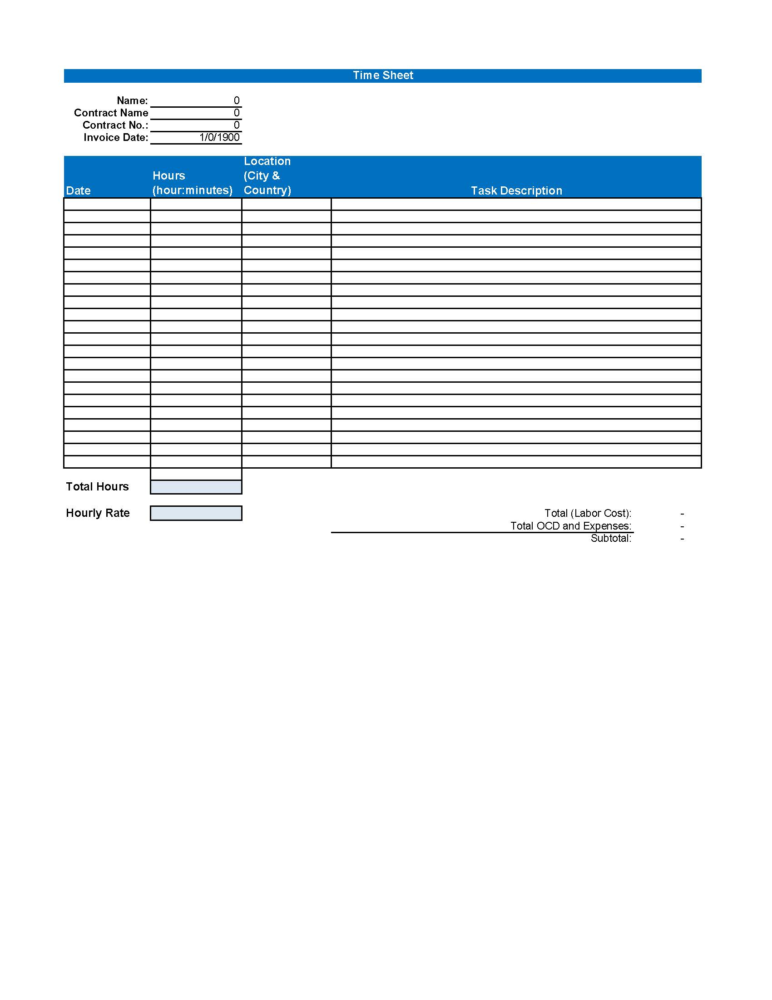 Time Sheet
Name: 0
Contract Name 0
Contract No.: 0
Invoice Date: 1/0/1900
Date
Hours
(hour:minutes)
Location
(City &
Country)
Task Description
Total Hours
Hourly Rate
Total (Labor Cost): -
Total OCD and Expenses: -
Subtotal: -